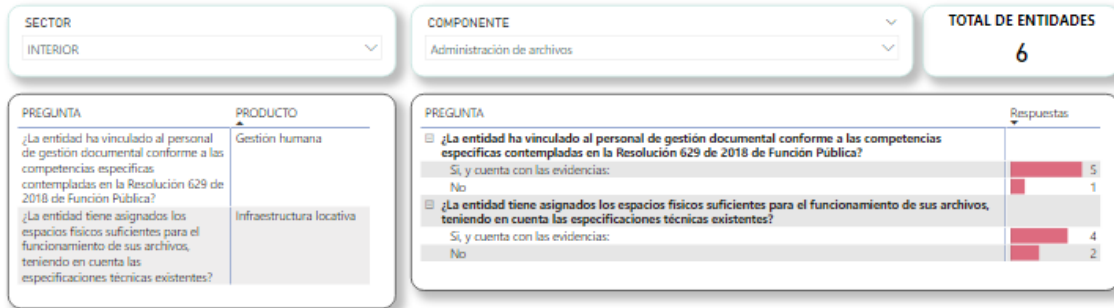 SECTOR
INTERIOR
COMPONENTE
Administración de archivos
TOTAL DE ENTIDADES
6
PREGUNTA PRODUCTO
¿La entidad ha vinculado al personal Gestión humana
de gestión documental conforme a las
competencias específicas
contempladas en la Resolución 629 de
2018 de Función Pública?
¿La entidad tiene asignados los Infraestructura locativa
espacios físicos suficientes para el
funcionamiento de sus archivos,
teniendo en cuenta las
especificaciones técnicas existentes?
PREGUNTA Respuestas
¿La entidad ha vinculado al personal de gestión documental conforme a las competencias
específicas contempladas en la Resolución 629 de 2018 de Función Pública?
Si, y cuenta con las evidencias: 5
No 1
¿La entidad tiene asignados los espacios físicos suficientes para el funcionamiento de sus archivos,
teniendo en cuenta las especificaciones técnicas existentes?
Si, y cuenta con las evidencias: 4
No 2